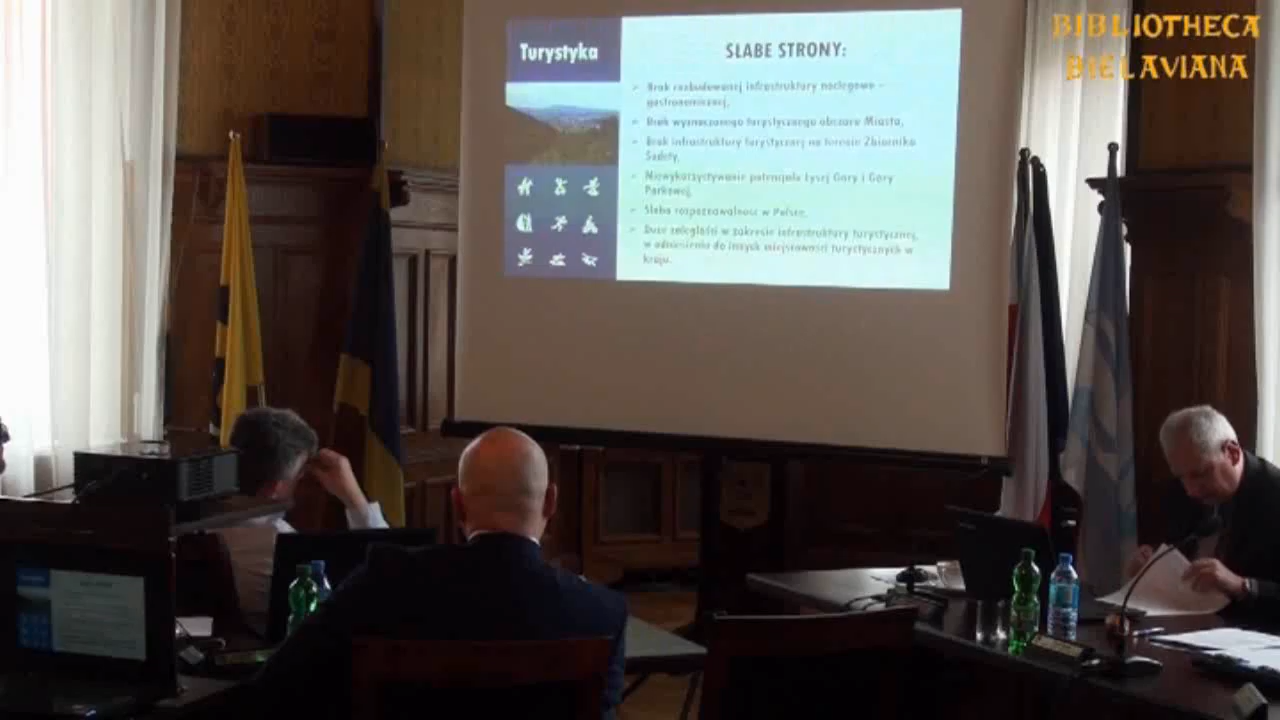 BIBLIOTHECA
BIELAVIANA
Turystyka
SŁABE STRONY:
Brak rozbudowanej infrastruktury noclegowo –
gastronomicznej,
Brak wyznaczonego turystycznego obszaru Miasta,
Brak infrastruktury turystycznej na terenie Zbiornika
Sudety,
Niewykorzystywanie potencjału Łysej Góry i Góry
Parkowej,
Słaba rozpoznawalność w Polsce,
Duże zaległości w zakresie infrastruktury turystycznej,
w odniesieniu do innych miejscowości turystycznych w
kraju.